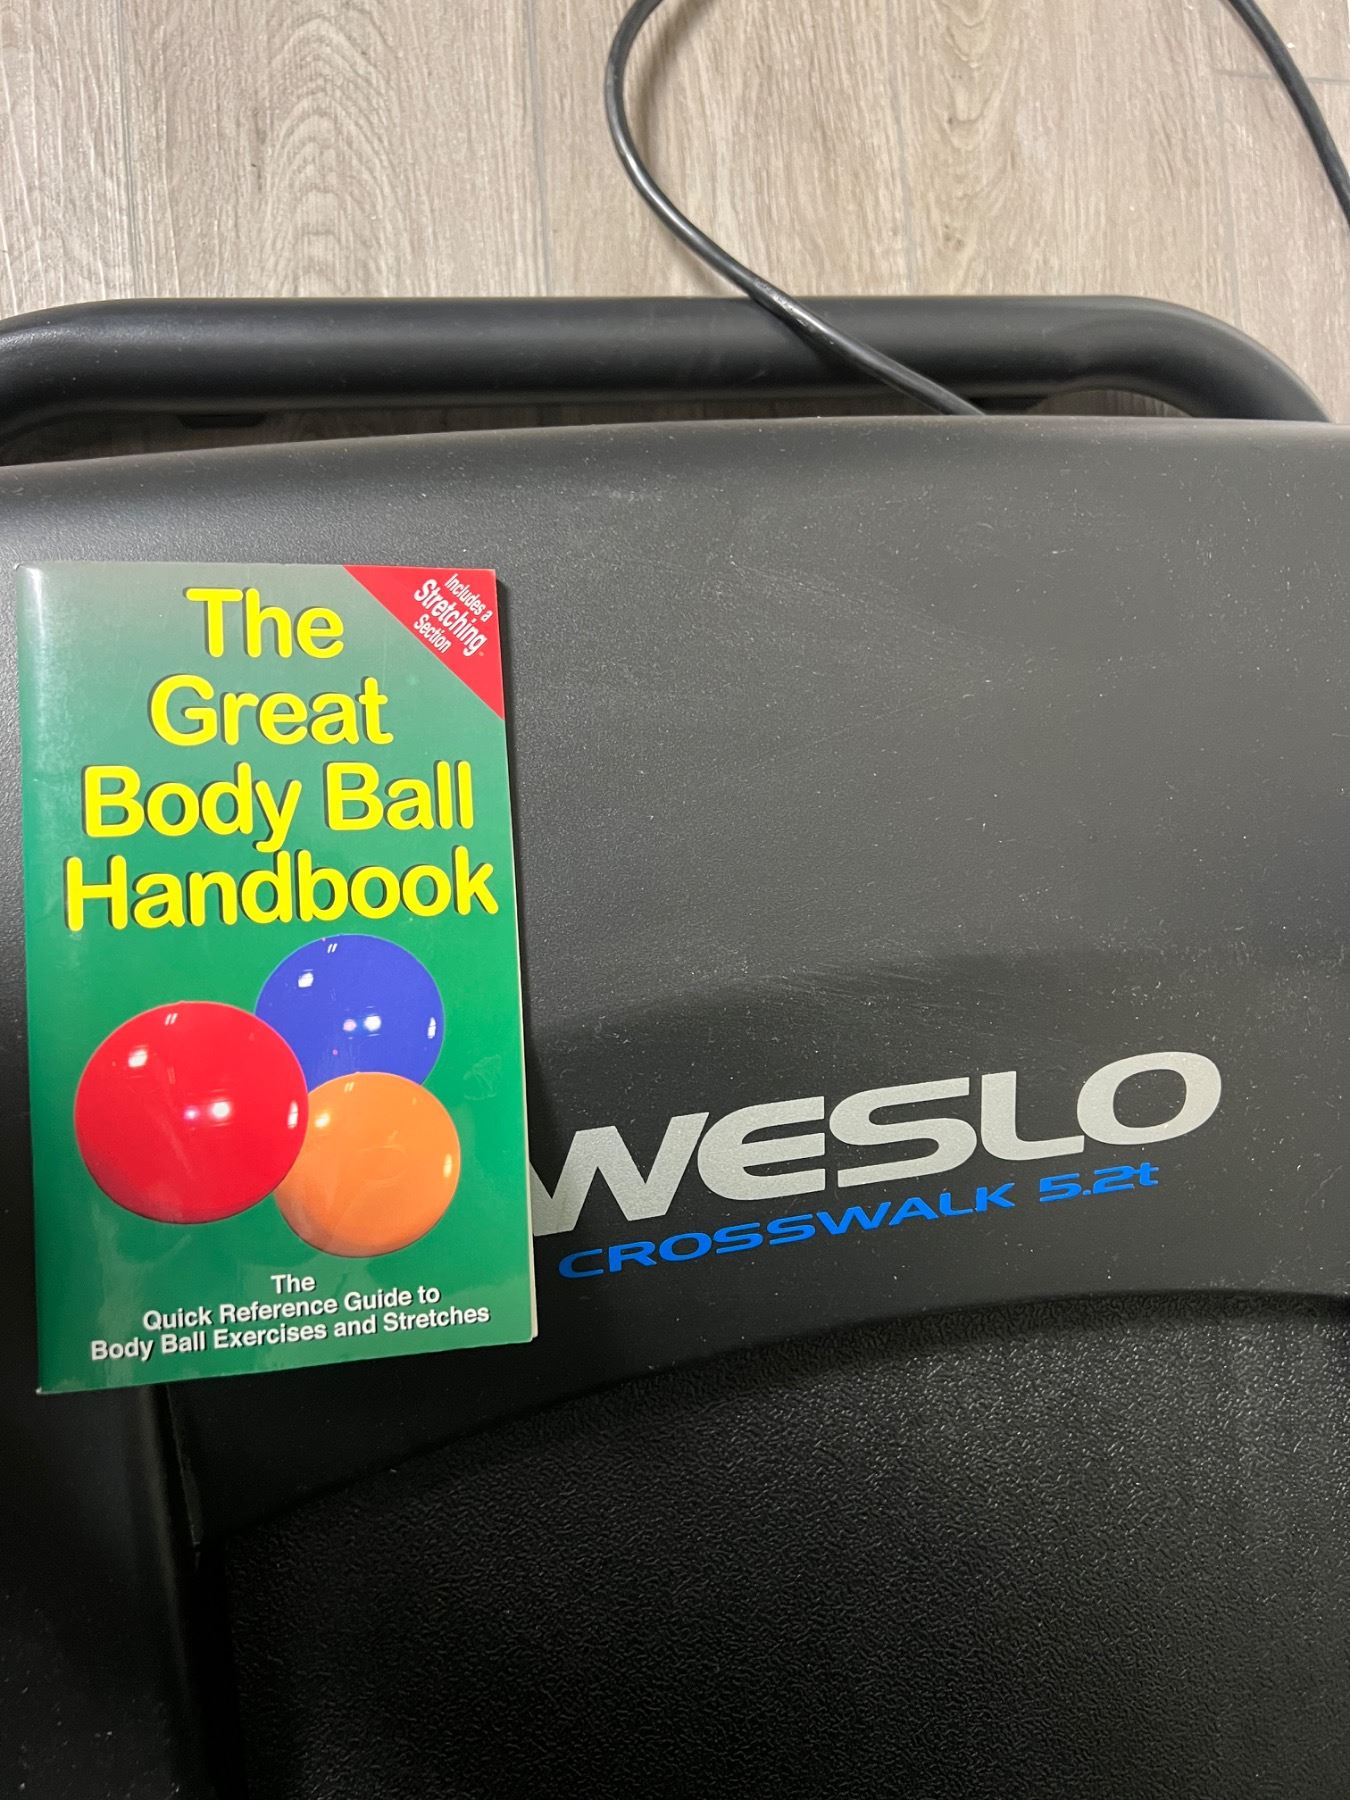 The
Great
Body Ball
Handbook
Includes a
Stretching
Section
The
Quick Reference Guide to
Body Ball Exercises and Stretches
WESLO
CROSSWALK 5.2t